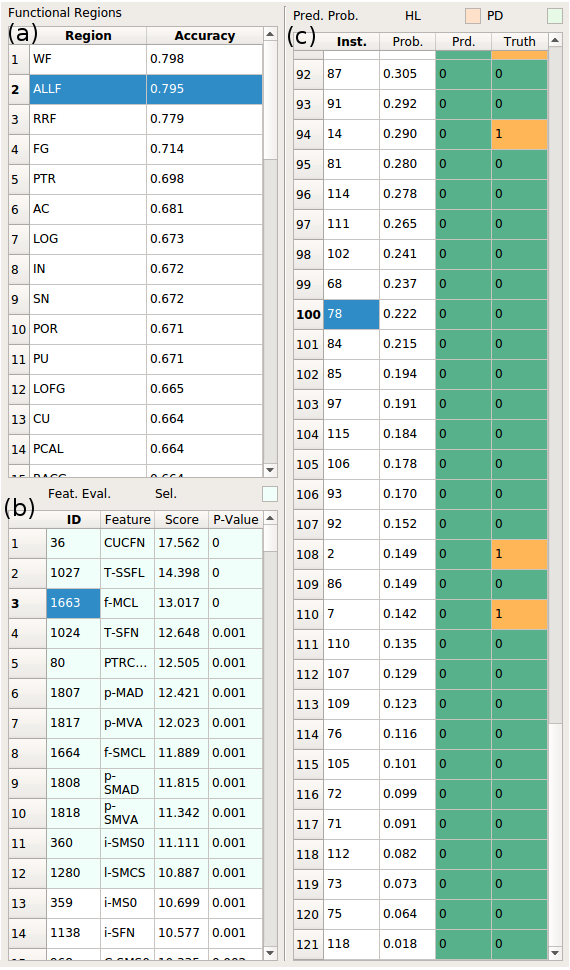 Functional Regions
(a) Region Accuracy
1 WF 0.798
2 ALLF 0.795
3 RRF 0.779
4 FG 0.714
5 PTR 0.698
6 AC 0.681
7 LOG 0.673
8 IN 0.672
9 SN 0.672
10 POR 0.671
11 PU 0.671
12 LOFG 0.665
13 CU 0.664
14 PCAL 0.664
Feat. Eval. Sel.
(b) ID Feature Score P-Value
1 36 CUCFN 17.562 0
2 1027 T-SSFL 14.398 0
3 1663 f-MCL 13.017 0
4 1024 T-SFN 12.648 0.001
5 80 PTRC... 12.505 0.001
6 1807 p-MAD 12.421 0.001
7 1817 p-MVA 12.023 0.001
8 1664 f-SMCL 11.889 0.001
9 1808 p-SMAD 11.815 0.001
10 1818 p-SMVA 11.342 0.001
11 360 i-SMS0 11.111 0.001
12 1280 l-SMCS 10.887 0.001
13 359 i-MS0 10.699 0.001
14 1138 i-SFN 10.577 0.001
Pred. Prob. HL PD
(c) Inst. Prob. Prd. Truth
92 87 0.305 0 0
93 91 0.292 0 0
94 14 0.290 0 1
95 81 0.280 0 0
96 114 0.278 0 0
97 111 0.265 0 0
98 102 0.241 0 0
99 68 0.237 0 0
100 78 0.222 0 0
101 84 0.215 0 0
102 85 0.194 0 0
103 97 0.191 0 0
104 115 0.184 0 0
105 106 0.178 0 0
106 93 0.170 0 0
107 92 0.152 0 0
108 2 0.149 0 1
109 86 0.149 0 0
110 7 0.142 0 1
111 110 0.135 0 0
112 107 0.129 0 0
113 109 0.123 0 0
114 76 0.116 0 0
115 105 0.101 0 0
116 72 0.099 0 0
117 71 0.091 0 0
118 112 0.082 0 0
119 73 0.073 0 0
120 75 0.064 0 0
121 118 0.018 0 0